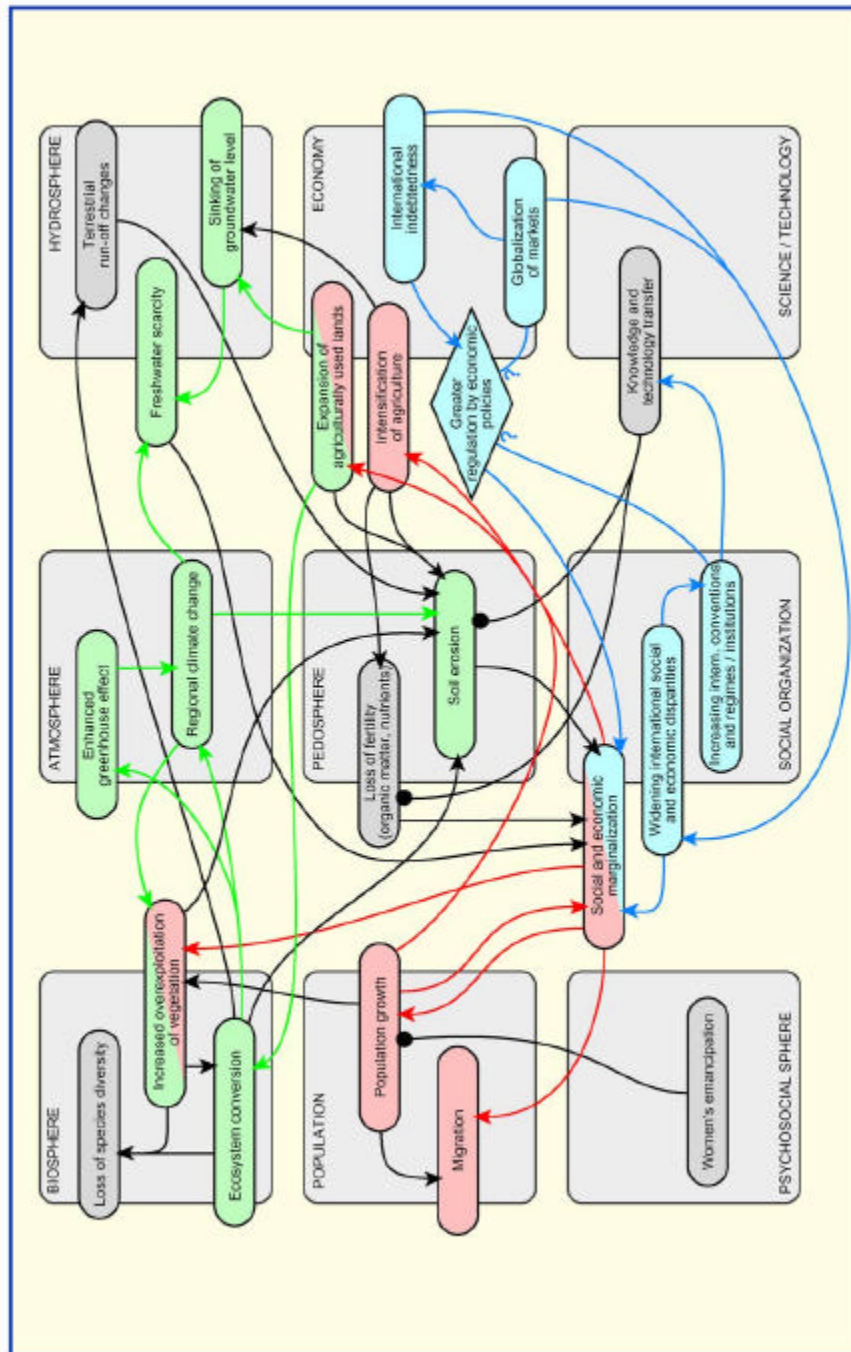 BIOSPHERE
Loss of species diversity
Increased overexploitation
of vegetation
Ecosystem conversion
ATMOSPHERE
Enhanced
greenhouse effect
Regional climate change
HYDROSPHERE
Terrestrial
run-off changes
Freshwater scarcity
Sinking of
groundwater level
POPULATION
Population growth
Migration
PEDOSPHERE
Loss of fertility
(organic matter, nutrients)
Soil erosion
ECONOMY
Expansion of
agriculturally used lands
Intensification
of agriculture
International
indebtedness
Greater
regulation by economic
policies
?
?
Globalization
of markets
PSYCHOSOCIAL SPHERE
Women's emancipation
Social and economic
marginalization
Widening international social
and economic disparities
Increasing intern. conventions
and regimes / institutions
SOCIAL ORGANIZATION
Knowledge and
technology transfer
SCIENCE / TECHNOLOGY